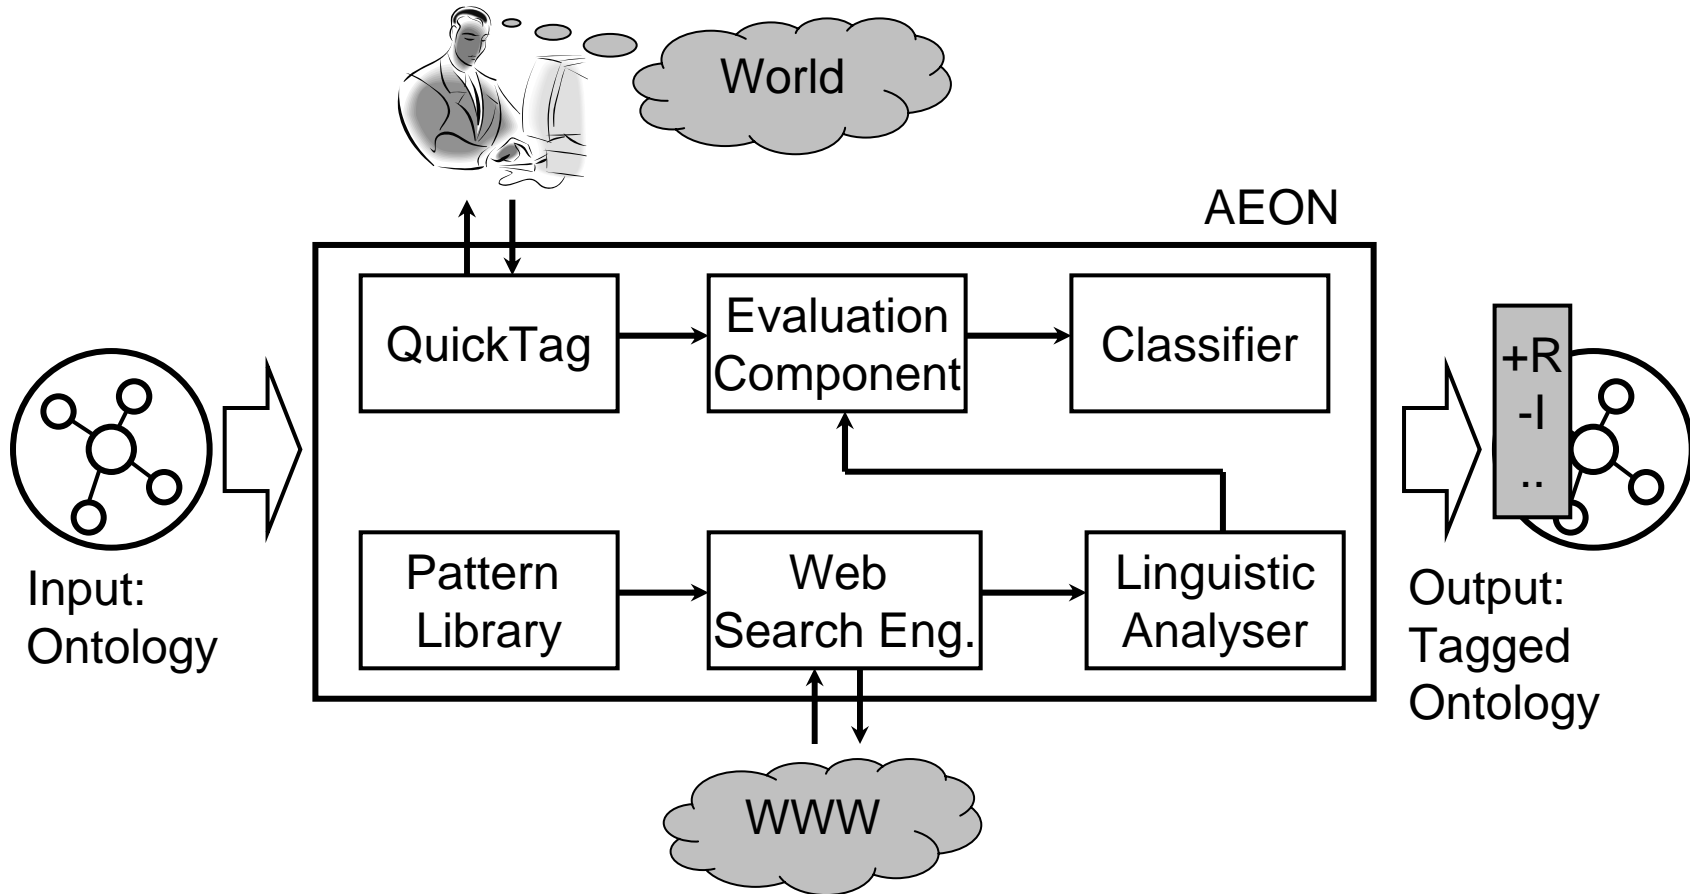 World
AEON
QuickTag
Evaluation
Component
Classifier
+R
-I
..
Pattern
Library
Web
Search Eng.
Linguistic
Analyser
Input:
Ontology
Output:
Tagged
Ontology
WWW